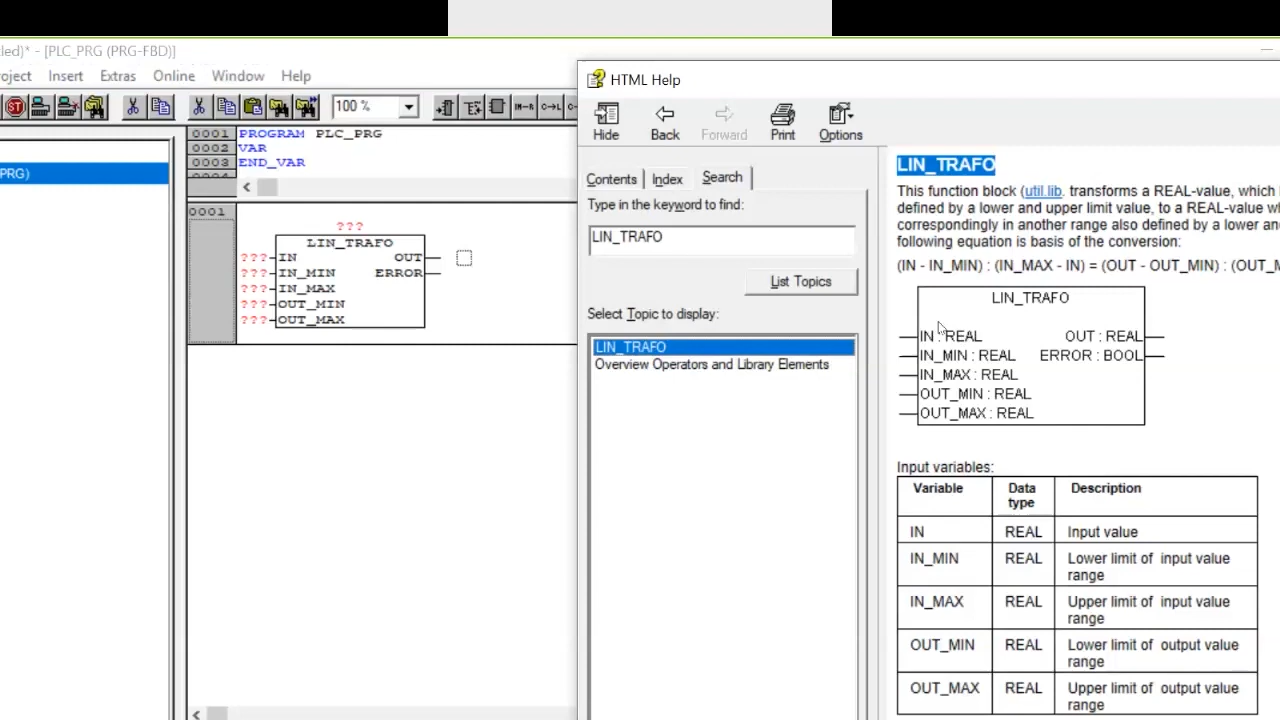 led)* - [PLC_PRG (PRG-FBD)]
oject Insert Extras Online Window Help
100 %
0001 PROGRAM PLC_PRG
0002 VAR
0003 END_VAR
PRG)
0001
???
LIN_TRAFO
???-IN OUT
???-IN_MIN ERROR
???-IN_MAX
???-OUT_MIN
???-OUT_MAX
HTML Help
Hide Back Forward Print Options
Contents Index Search
Type in the keyword to find:
LIN_TRAFO
List Topics
Select Topic to display:
LIN_TRAFO
Overview Operators and Library Elements
LIN_TRAFO
This function block (util.lib. transforms a REAL-value, which
defined by a lower and upper limit value, to a REAL-value w
correspondingly in another range also defined by a lower an
following equation is basis of the conversion:
(IN - IN_MIN) : (IN_MAX - IN) = (OUT - OUT_MIN) : (OUT_M
LIN_TRAFO
IN : REAL OUT : REAL
IN_MIN : REAL ERROR : BOOL
IN_MAX : REAL
OUT_MIN : REAL
OUT_MAX : REAL
Input variables:
Variable Data type Description
IN REAL Input value
IN_MIN REAL Lower limit of input value
range
IN_MAX REAL Upper limit of input value
range
OUT_MIN REAL Lower limit of output value
range
OUT_MAX REAL Upper limit of output value
range